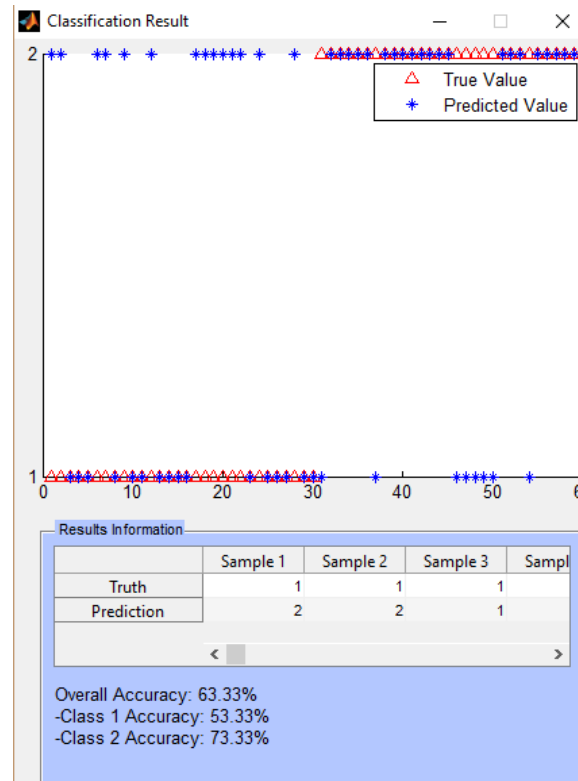 Classification Result
2
True Value
Predicted Value
1
0 10 20 30 40 50 6
Results Information
Sample 1 Sample 2 Sample 3 Sampl
Truth 1 1 1
Prediction 2 2 1
Overall Accuracy: 63.33%
-Class 1 Accuracy: 53.33%
-Class 2 Accuracy: 73.33%